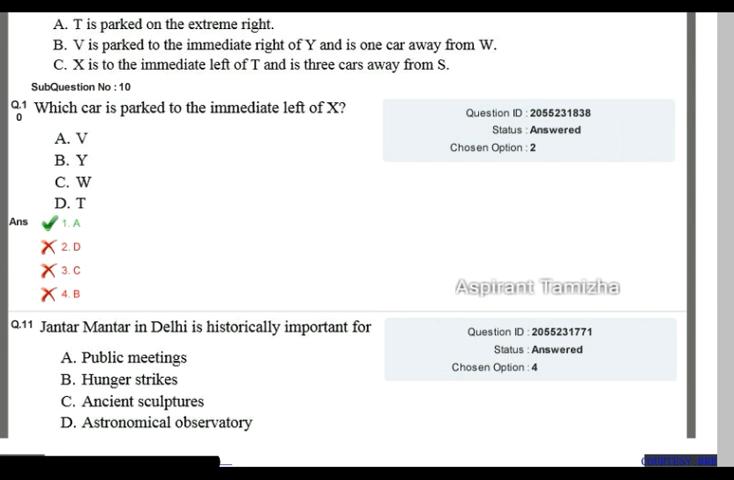 A. T is parked on the extreme right.
B. V is parked to the immediate right of Y and is one car away from W.
C. X is to the immediate left of T and is three cars away from S.
SubQuestion No : 10
Q.10 Which car is parked to the immediate left of X?
Question ID : 2055231838
Status : Answered
Chosen Option : 2
A. V
B. Y
C. W
D. T
Ans 1. A
2. D
3. C
4. B
Aspirant Tamizha
Q.11 Jantar Mantar in Delhi is historically important for
Question ID : 2055231771
Status : Answered
Chosen Option : 4
A. Public meetings
B. Hunger strikes
C. Ancient sculptures
D. Astronomical observatory